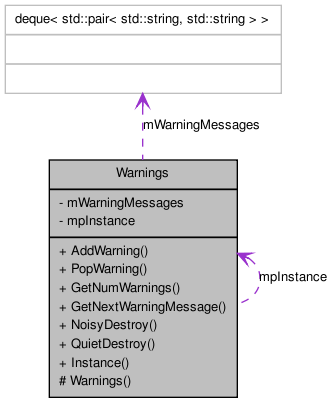 deque< std::pair< std::string, std::string > >
mWarningMessages
Warnings
- mWarningMessages
- mpInstance
+ AddWarning()
+ PopWarning()
+ GetNumWarnings()
+ GetNextWarningMessage()
+ NoisyDestroy()
+ QuietDestroy()
+ Instance()
# Warnings()
mpInstance